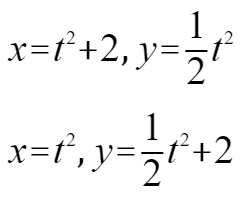 x=t²+2, y=½t²
x=t², y=½t²+2